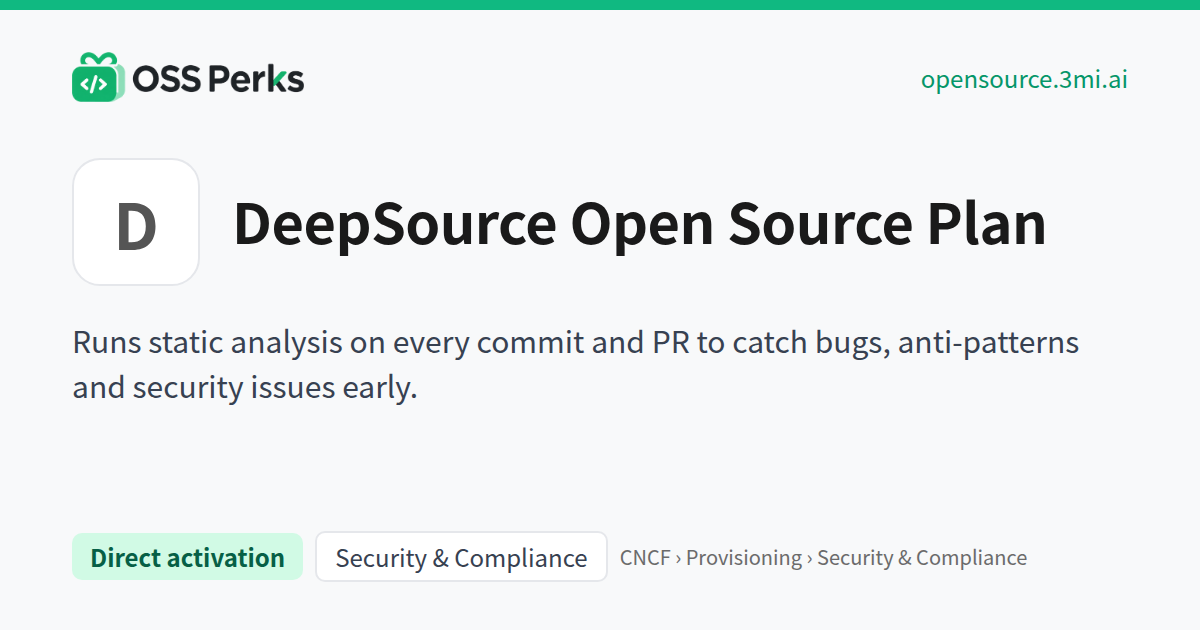 </> OSS Perks
opensource.3mi.ai
D
DeepSource Open Source Plan
Runs static analysis on every commit and PR to catch bugs, anti-patterns
and security issues early.
Direct activation
Security & Compliance
CNCF › Provisioning › Security & Compliance